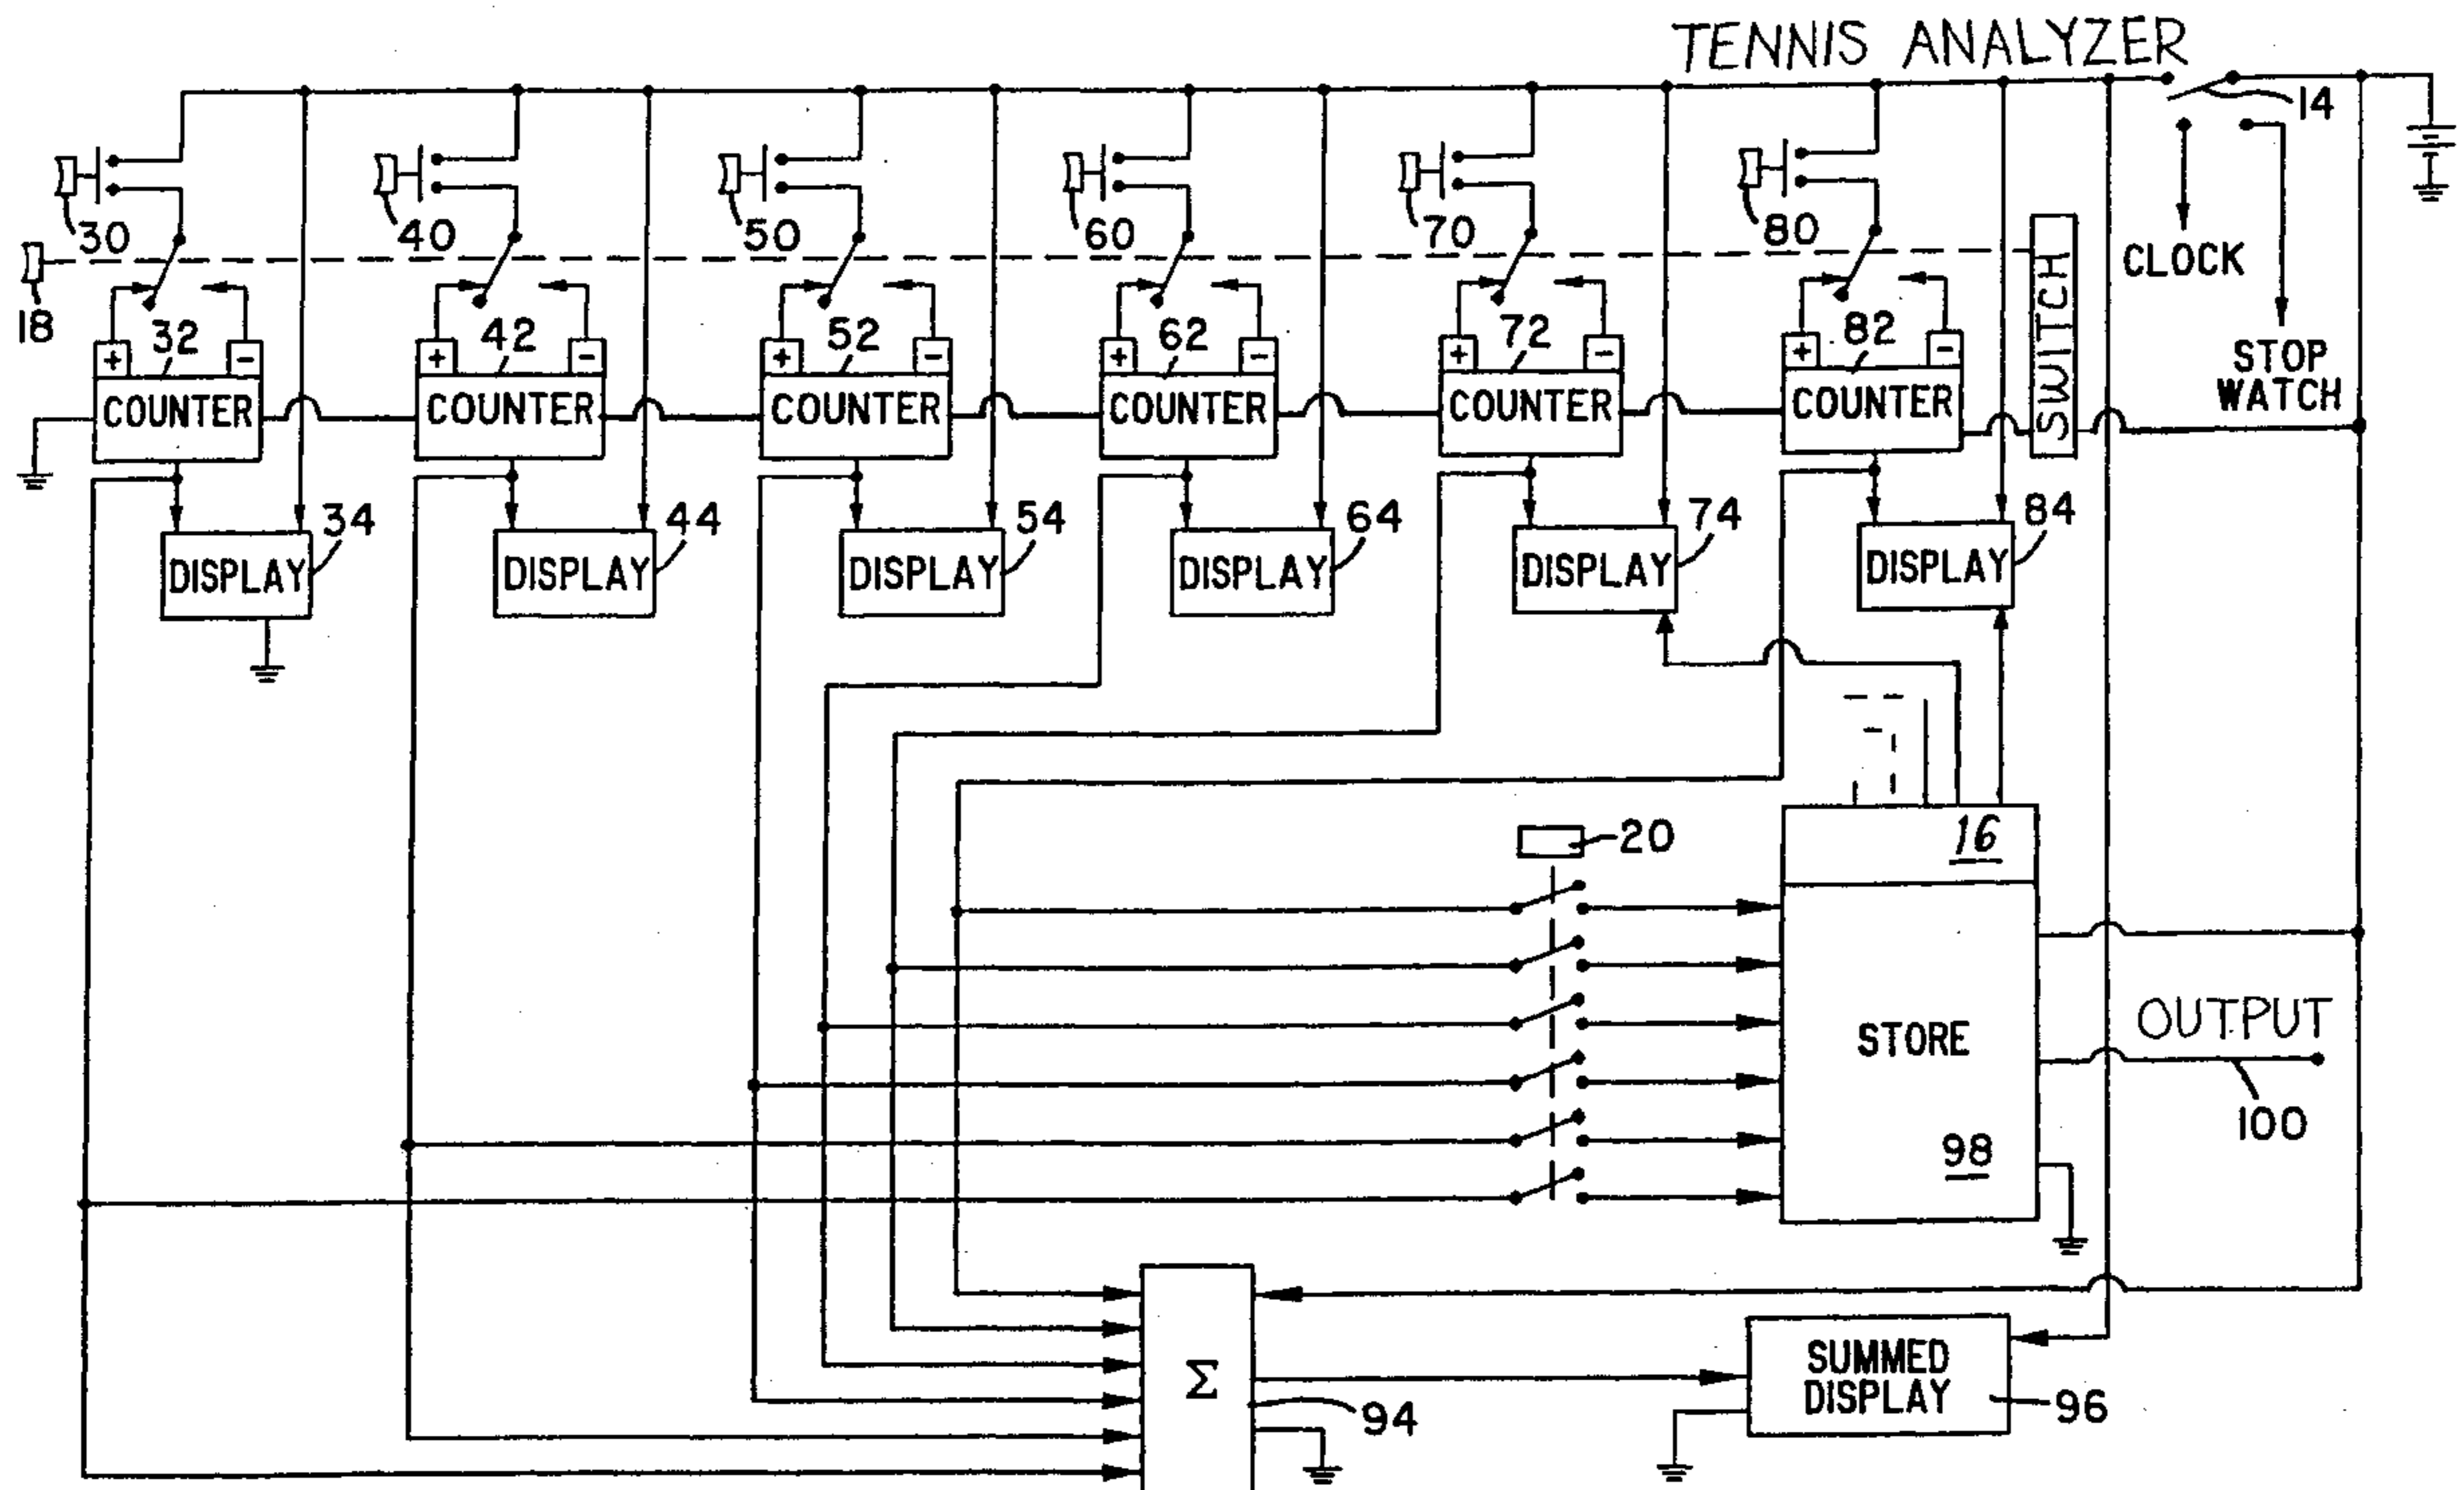 TENNIS ANALYZER
14
30
40
50
60
70
80
CLOCK
18
STOP
WATCH
SWITCH
+ 32 -
+ 42 -
+ 52 -
+ 62 -
+ 72 -
+ 82 -
COUNTER
COUNTER
COUNTER
COUNTER
COUNTER
COUNTER
34
44
54
64
74
84
DISPLAY
DISPLAY
DISPLAY
DISPLAY
DISPLAY
DISPLAY
20
16
STORE
98
OUTPUT
100
Σ
94
SUMMED
DISPLAY
96